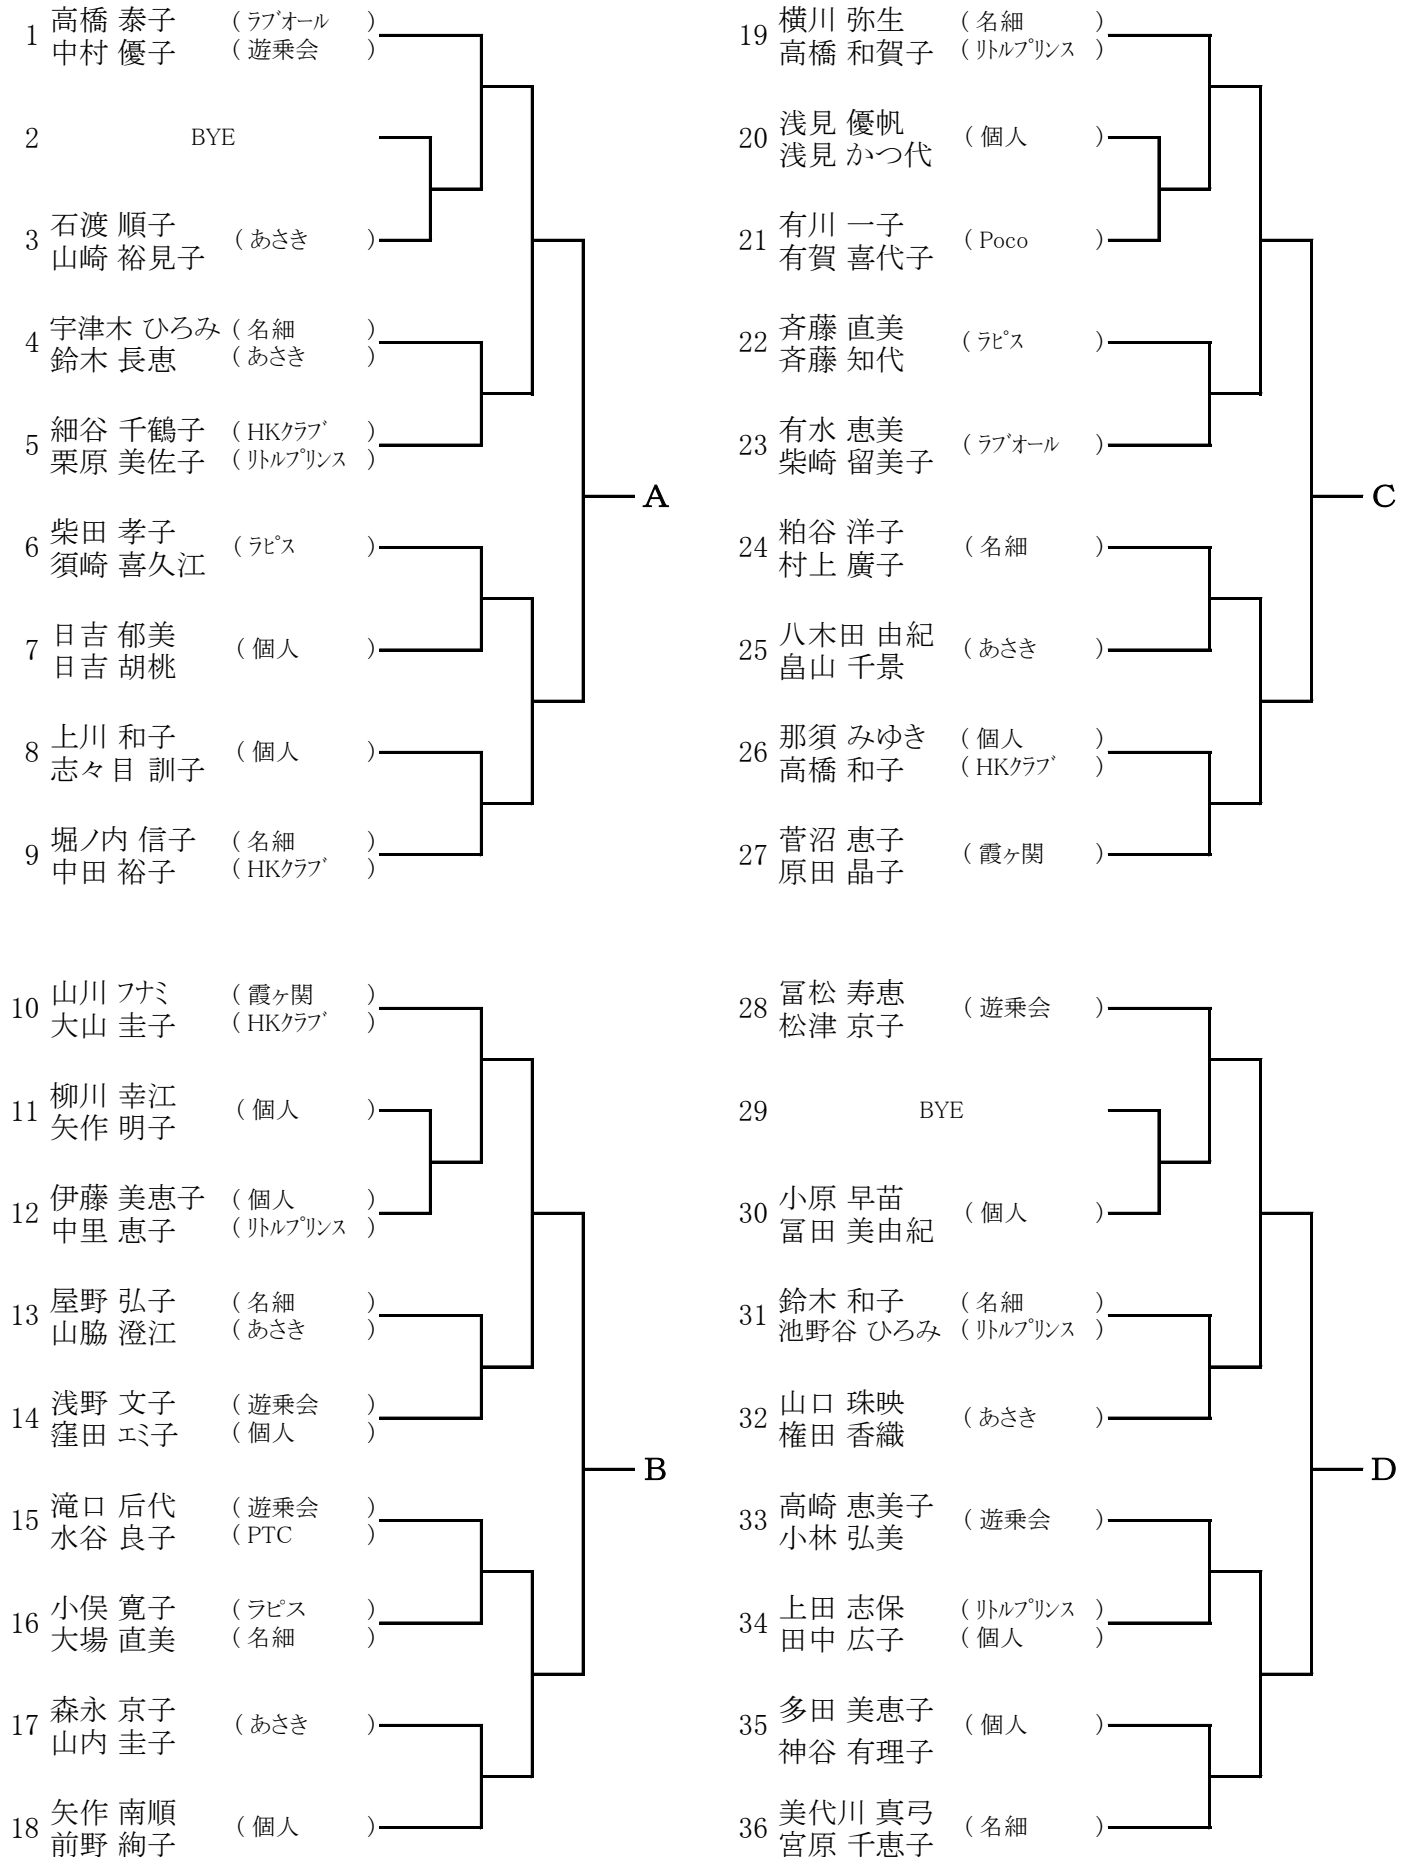 1 高橋 泰子 ( ラブオール )
中村 優子 ( 遊乗会 )
2 BYE
3 石渡 順子 ( あさき )
山崎 裕見子
4 宇津木 ひろみ ( 名細 )
鈴木 長恵 ( あさき )
5 細谷 千鶴子 ( HKクラブ )
栗原 美佐子 ( リトルプリンス )
A
6 柴田 孝子 ( ラピス )
須崎 喜久江
7 日吉 郁美 ( 個人 )
日吉 胡桃
8 上川 和子 ( 個人 )
志々目 訓子
9 堀ノ内 信子 ( 名細 )
中田 裕子 ( HKクラブ )
10 山川 フナミ ( 霞ヶ関 )
大山 圭子 ( HKクラブ )
11 柳川 幸江 ( 個人 )
矢作 明子
12 伊藤 美恵子 ( 個人 )
中里 恵子 ( リトルプリンス )
13 屋野 弘子 ( 名細 )
山脇 澄江 ( あさき )
14 浅野 文子 ( 遊乗会 )
窪田 エミ子 ( 個人 )
B
15 滝口 后代 ( 遊乗会 )
水谷 良子 ( PTC )
16 小俣 寛子 ( ラピス )
大場 直美 ( 名細 )
17 森永 京子 ( あさき )
山内 圭子
18 矢作 南順 ( 個人 )
前野 絢子
19 横川 弥生 ( 名細 )
高橋 和賀子 ( リトルプリンス )
20 浅見 優帆 ( 個人 )
浅見 かつ代
21 有川 一子 ( Poco )
有賀 喜代子
22 斉藤 直美 ( ラピス )
斉藤 知代
23 有水 恵美 ( ラブオール )
柴崎 留美子
C
24 粕谷 洋子 ( 名細 )
村上 廣子
25 八木田 由紀 ( あさき )
畠山 千景
26 那須 みゆき ( 個人 )
高橋 和子 ( HKクラブ )
27 菅沼 恵子 ( 霞ヶ関 )
原田 晶子
28 冨松 寿恵 ( 遊乗会 )
松津 京子
29 BYE
30 小原 早苗 ( 個人 )
冨田 美由紀
31 鈴木 和子 ( 名細 )
池野谷 ひろみ ( リトルプリンス )
32 山口 珠映 ( あさき )
権田 香織
D
33 高崎 恵美子 ( 遊乗会 )
小林 弘美
34 上田 志保 ( リトルプリンス )
田中 広子 ( 個人 )
35 多田 美恵子 ( 個人 )
神谷 有理子
36 美代川 真弓 ( 名細 )
宮原 千恵子